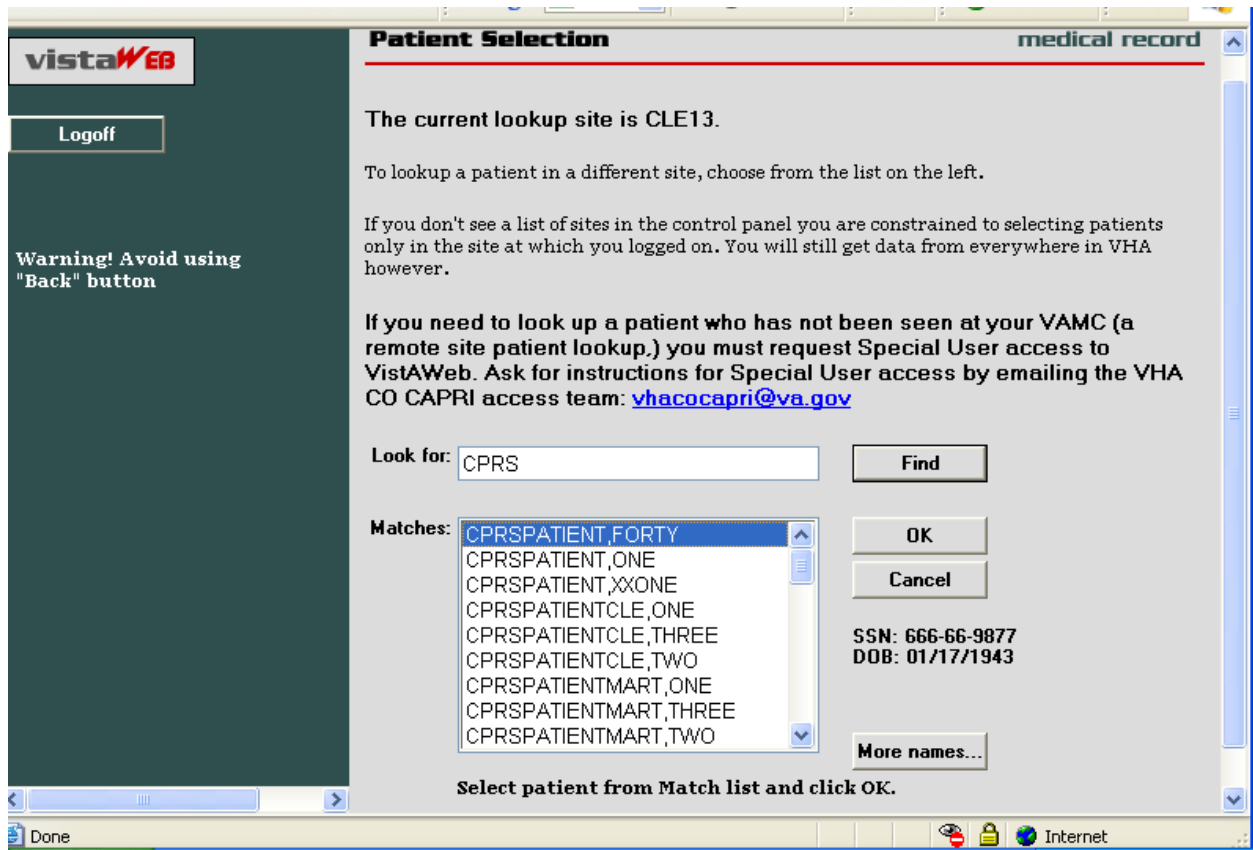 vistaWEB
Logoff
Warning! Avoid using
"Back" button
Patient Selection
medical record
The current lookup site is CLE13.
To lookup a patient in a different site, choose from the list on the left.
If you don't see a list of sites in the control panel you are constrained to selecting patients
only in the site at which you logged on. You will still get data from everywhere in VHA
however.
If you need to look up a patient who has not been seen at your VAMC (a
remote site patient lookup,) you must request Special User access to
VistAWeb. Ask for instructions for Special User access by emailing the VHA
CO CAPRI access team: vhacocapri@va.gov
Look for:
CPRS
Find
Matches:
CPRSPATIENT,FORTY
CPRSPATIENT,ONE
CPRSPATIENT,XXONE
CPRSPATIENTCLE,ONE
CPRSPATIENTCLE,THREE
CPRSPATIENTCLE,TWO
CPRSPATIENTMART,ONE
CPRSPATIENTMART,THREE
CPRSPATIENTMART,TWO
OK
Cancel
SSN: 666-66-9877
DOB: 01/17/1943
More names...
Select patient from Match list and click OK.
Done
Internet